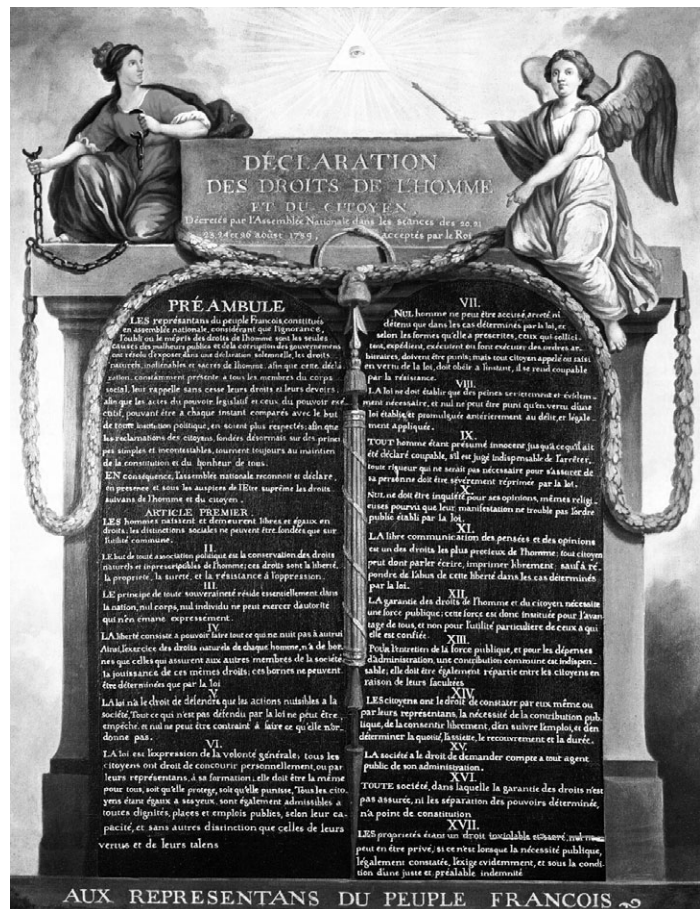 DÉCLARATION
DES DROITS DE L'HOMME
ET DU CITOYEN,
Décretés par l'Assemblée Nationale dans les séances des 20, 21
23, 24 et 26 août 1789, acceptés par le Roi
PRÉAMBULE
LES représantans du peuple François, constitués
en assemblée nationale, considérant que l'ignorance,
l'oubli ou le mépris des droits de l'homme sont les seules
causes des malheurs publics et de la corruption des gouvernemens
ont résolu d'exposer dans une déclaration solemnelle, les droits
naturels, inaliénables et sacrés de l'homme; afin que cette décla
ration, constamment présente à tous les membres du corps
social, leur rappelle sans cesse leurs droits et leurs devoirs;
afin que les actes du pouvoir législatif et ceux du pouvoir exé
cutif, pouvant être à chaque instant comparés avec le but
de toute institution politique, en soient plus respectés; afin que
les reclamations des citoyens, fondées désormais sur des princi
pes simples et incontestables, tournent toujours au maintien
de la constitution et du bonheur de tous.
EN conséquence, l'assemblée nationale reconnoit et déclare,
en presence et sous les auspices de l'Etre suprême les droits
suivans de l'homme et du citoyen.
ARTICLE PREMIER.
LES hommes naissent et demeurent libres et égaux en
droits; les distinctions sociales ne peuvent être fondées que sur
l'utilité commune.
II.
LE but de toute association politique est la conservation des droits
naturels et inprescriptibles de l'homme; ces droits sont la liberté,
la propriété, la sureté, et la résistance à l'oppression.
III.
LE principe de toute souveraineté réside essentiellement dans
la nation, nul corps, nul individu ne peut exercer d'autorité
qui n'en émane expressement.
IV.
LA liberté consiste a pouvoir faire tout ce qui ne nuit pas à autrui
Ainsi, l'exercice des droits naturels de chaque homme, n'a de bor
nes que celles qui assurent aux autres membres de la société
la jouissance de ces mêmes droits; ces bornes ne peuvent
être déterminées que par la loi
V.
LA loi n'a le droit de défendre que les actions nuisibles a la
société. Tout ce qui n'est pas défendu par la loi ne peut être
empêché, et nul ne peut être contraint à faire ce qu'elle n'or-
donne pas.
VI.
LA loi est l'expression de la volonté générale; tous les
citoyens ont droit de concourir personnellement, ou par
leurs représentans, à sa formation; elle doit être la même
pour tous, soit qu'elle protege, soit qu'elle punisse, Tous les cito
yens étant égaux a ses yeux, sont également admissibles a
toutes dignités, places et emplois publics, selon leur ca
pacité, et sans autres distinction que celles de leurs
vertus et de leurs talens
VII.
NUL homme ne peut être accusé, arreté ni
détenu que dans les cas déterminés par la loi, et
selon les formes qu'elle a prescrites, ceux qui sollici-
tent, expédient, exécutent ou font exécuter des ordres ar-
bitraires, doivent être punis; mais tout citoyen appelé ou saisi
en vertu de la loi, doit obéir a l'instant, il se rend coupable
par la résistance.
VIII.
LA loi ne doit établir que des peines strictement et évidem-
ment nécessaire, et nul ne peut être puni qu'en vertu d'une
loi établie et promulguée antérieurement au délit, et légale-
ment appliquée.
IX.
TOUT homme étant présumé innocent jusqu'à ce qu'il ait
été déclaré coupable, s'il est jugé indispensable de l'arrêter,
toute rigueur qui ne serait pas nécessaire pour s'assurer de
sa personne doit être sévèrement réprimée par la loi.
X.
NUL ne doit être inquiété pour ses opinions, mêmes religi-
euses pourvu que leur manifestation ne trouble pas l'ordre
public établi par la loi.
XI.
LA libre communication des pensées et des opinions
est un des droits les plus precieux de l'homme; tout citoyen
peut dont parler écrire, imprimer librement; sauf à ré-
pondre de l'abus de cette liberté dans les cas déterminés
par la loi.
XII.
LA garantie des droits de l'homme et du citoyen nécessite
une force publique; cette force est donc instituée pour l'avan
tage de tous, et non pour l'utilité particuliere de ceux a qui
elle est confiée.
XIII.
Pour l'entretien de la force publique, et pour les dépenses
d'administration, une contribution commune est indispen-
sable; elle doit être également répartie entre les citoyens en
raison de leurs facultées
XIV.
LES citoyens ont le droit de constater par eux même ou
par leurs représentans, la nécessité de la contribution pub-
lique, de la consentir librement, d'en suivre l'emploi, et d'en
déterminer la quotité, l'assiette, le recouvrement et la durée.
XV.
LA société a le droit de demander compte a tout agent
public de son administration.
XVI.
TOUTE société, dans laquelle la garantie des droits n'est
pas assurée, ni les séparation des pouvoirs déterminée,
n'a point de constitution
XVII.
LES proprietés étant un droit inviolable et sacré, nul ne
peut en être privé, si ce n'est lorsque la nécessité publique,
légalement constatée, l'exige evidemment, et sous la condi-
tion d'une juste et préalable indemnité
AUX REPRESENTANS DU PEUPLE FRANCOIS